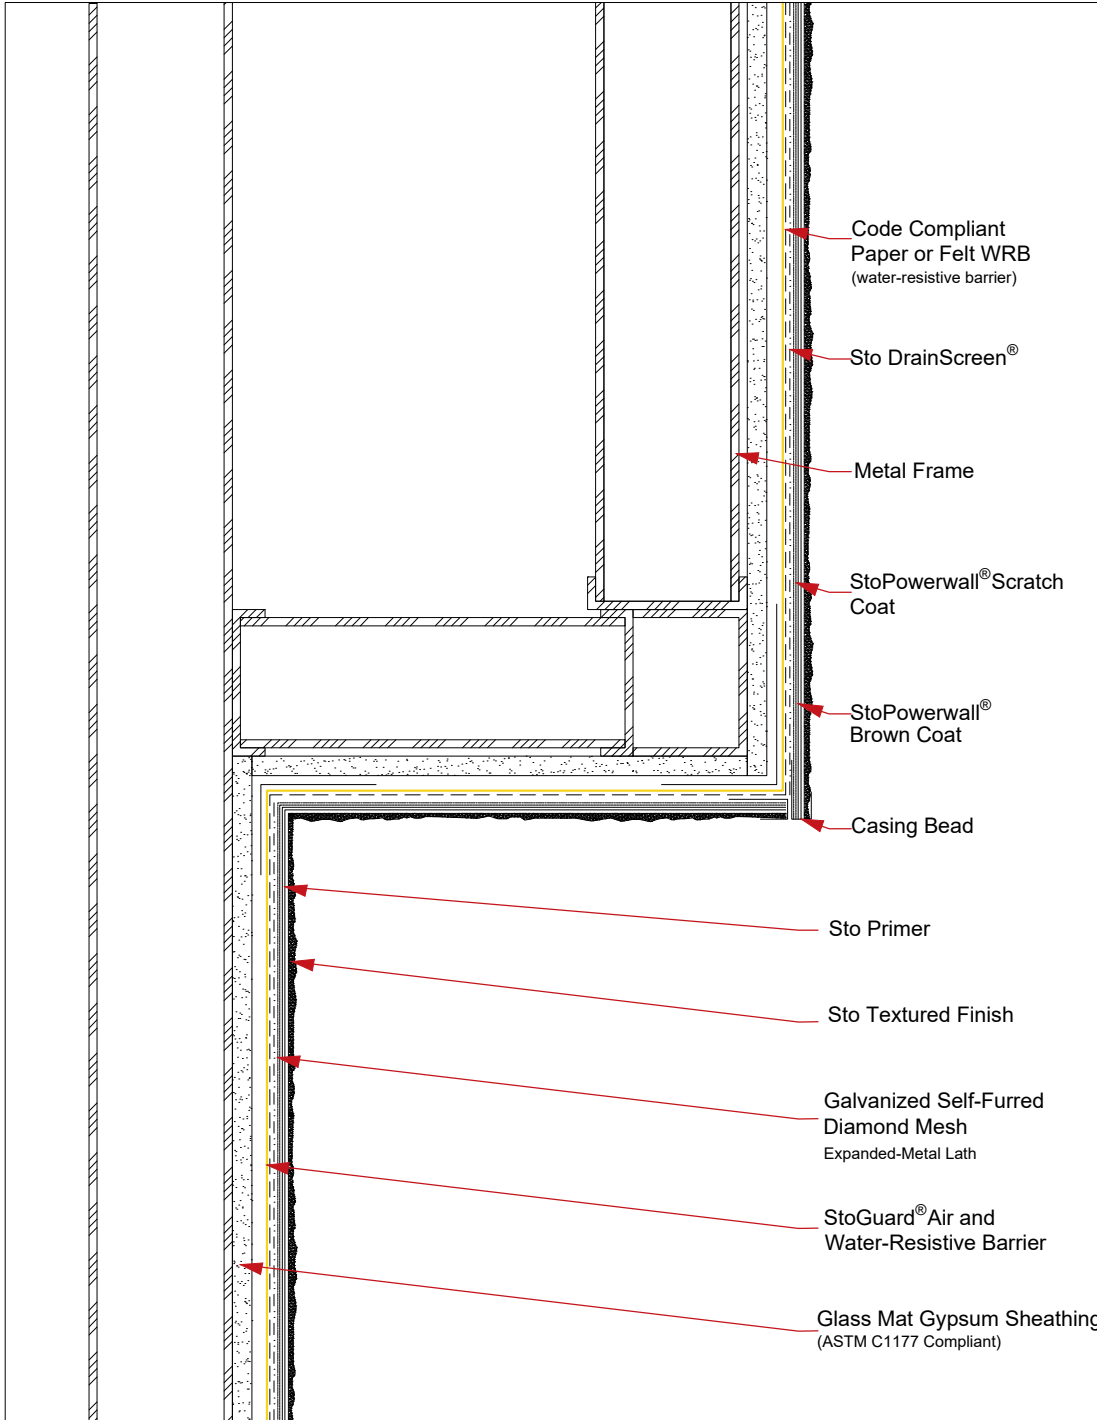 Code Compliant
Paper or Felt WRB
(water-resistive barrier)
Sto DrainScreen®
Metal Frame
StoPowerwall® Scratch
Coat
StoPowerwall®
Brown Coat
Casing Bead
Sto Primer
Sto Textured Finish
Galvanized Self-Furred
Diamond Mesh
Expanded-Metal Lath
StoGuard® Air and
Water-Resistive Barrier
Glass Mat Gypsum Sheathing
(ASTM C1177 Compliant)